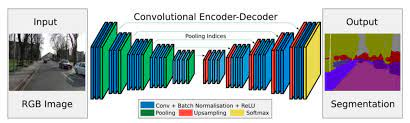 Input
Convolutional Encoder-Decoder
Output
Pooling Indices
RGB Image
Conv + Batch Normalisation + ReLU
Pooling
Upsampling
Softmax
Segmentation